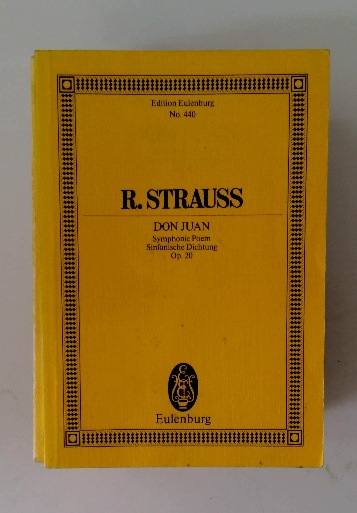 Edition Eulenburg
No. 440
R. STRAUSS
DON JUAN
Symphonic Poem
Sinfonische Dichtung
Op. 20
Eulenburg